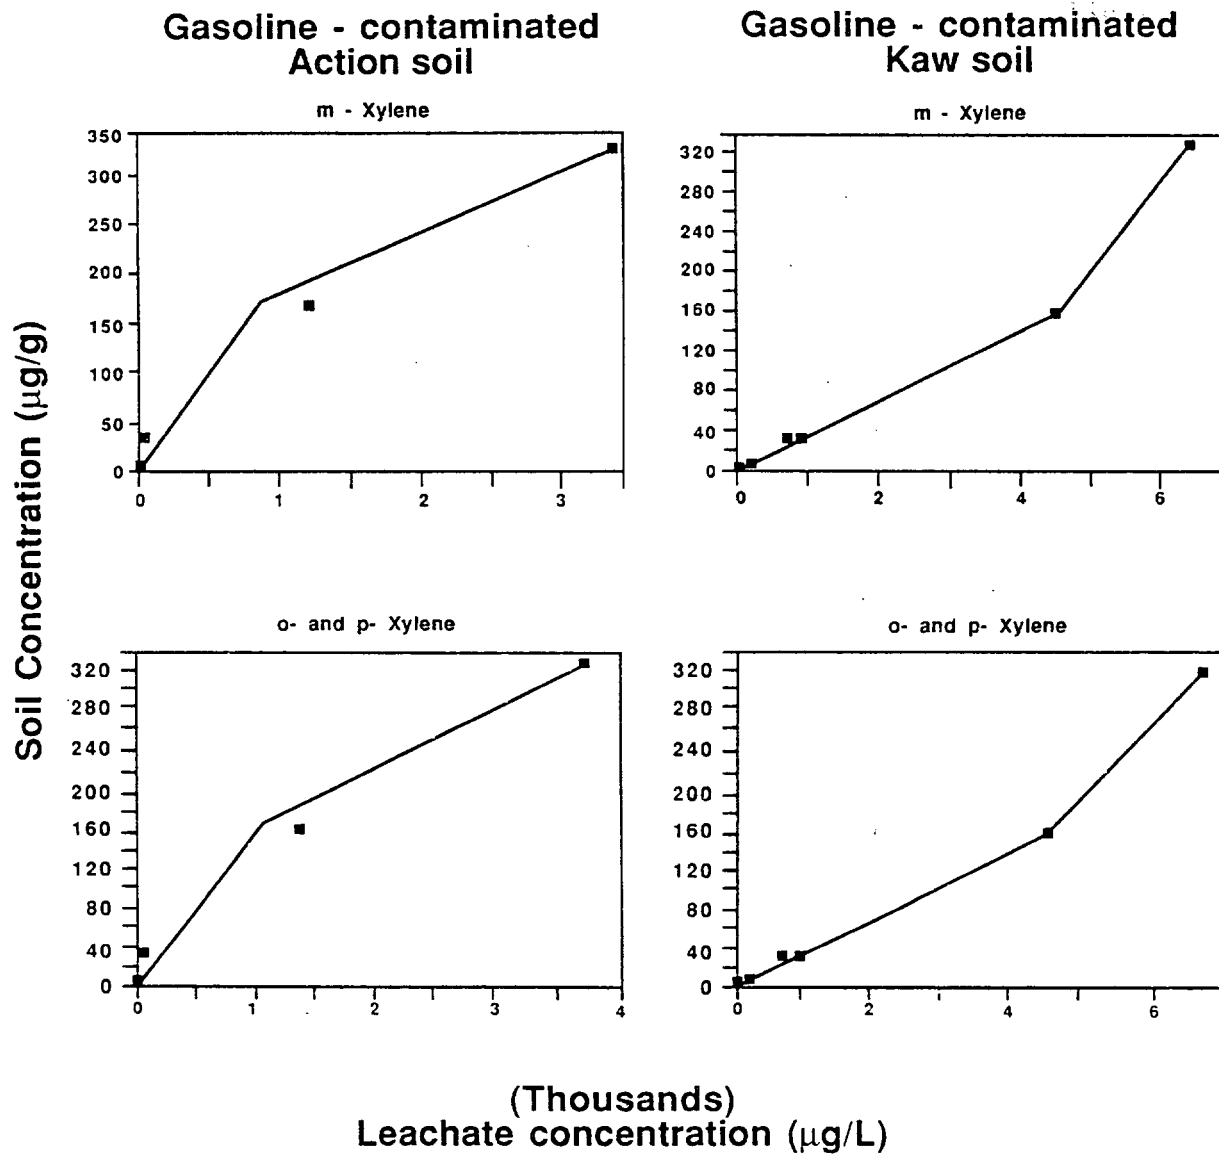 Gasoline - contaminated
Action soil
Gasoline - contaminated
Kaw soil
Soil Concentration (µg/g)
m - Xylene
350
300
250
200
150
100
50
0
0 1 2 3
m - Xylene
320
280
240
200
160
120
80
40
0
0 2 4 6
o- and p- Xylene
320
280
240
200
160
120
80
40
0
0 1 2 3 4
o- and p- Xylene
320
280
240
200
160
120
80
40
0
0 2 4 6
(Thousands)
Leachate concentration (µg/L)